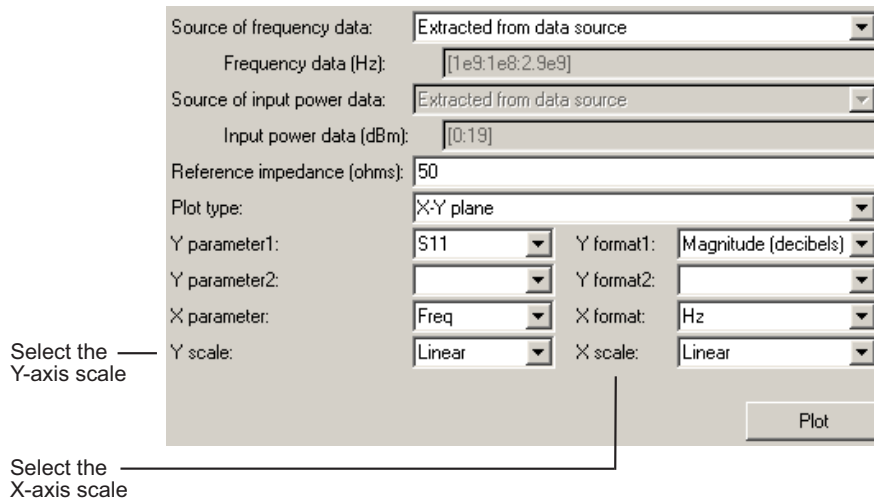 Source of frequency data: Extracted from data source
Frequency data (Hz): [1e9:1e8:2.9e9]
Source of input power data: Extracted from data source
Input power data (dBm): [0:19]
Reference impedance (ohms): 50
Plot type: X-Y plane
Y parameter1: S11 Y format1: Magnitude (decibels)
Y parameter2: Y format2:
X parameter: Freq X format: Hz
Y scale: Linear X scale: Linear
Select the
Y-axis scale
Plot
Select the
X-axis scale